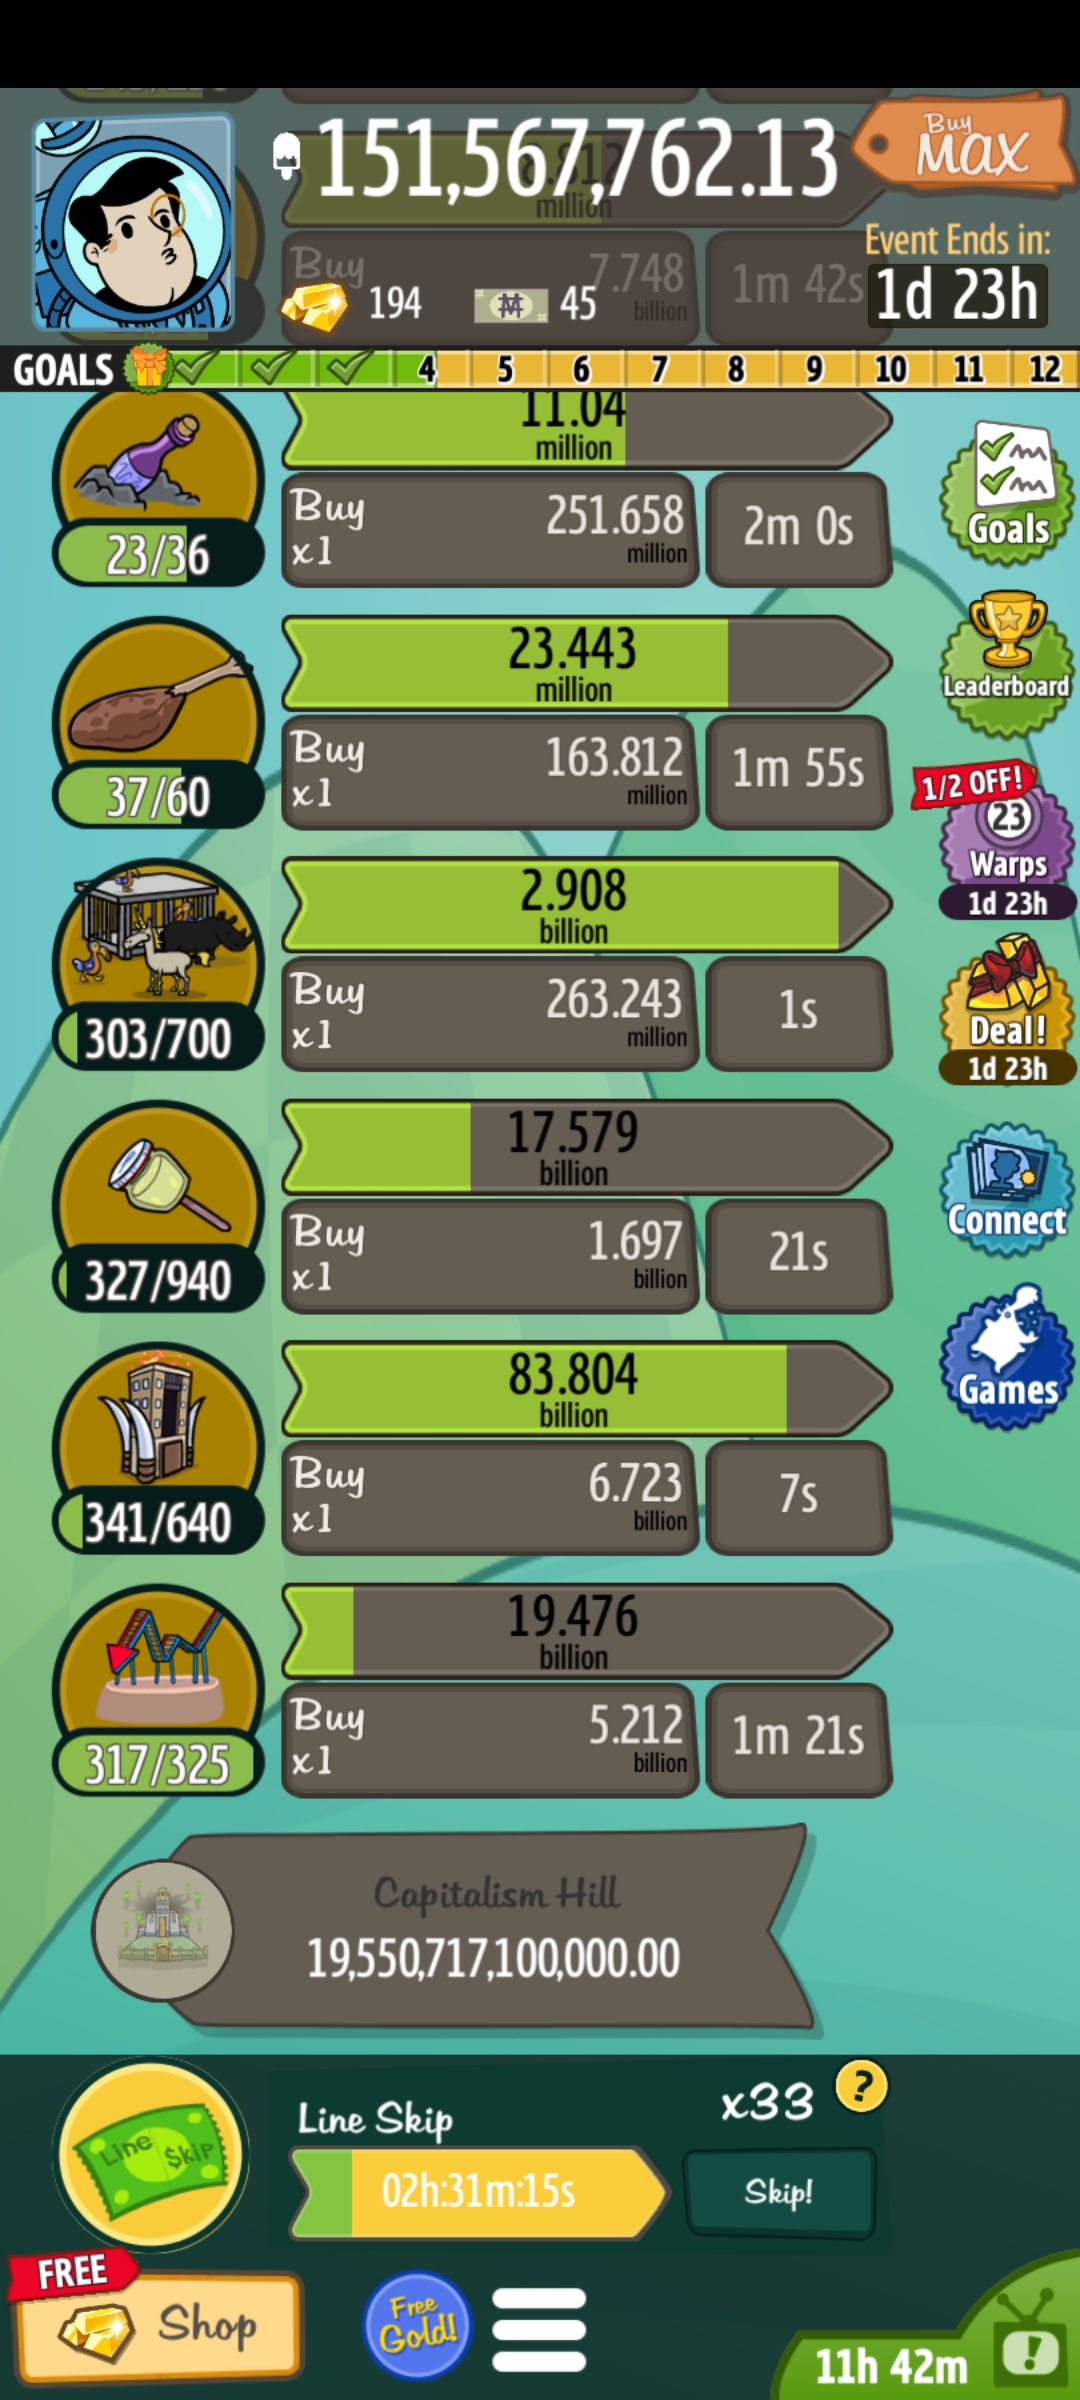 151,567,762.13
Buy
MAX
8.812
million
Event Ends in:
1d 23h
Buy
7.748
billion
1m 42s
194
45
GOALS 4 5 6 7 8 9 10 11 12
11.04
million
Buy
x1
251.658
million
2m 0s
23/36
Goals
23.443
million
Leaderboard
Buy
x1
163.812
million
1m 55s
37/60
1/2 OFF!
23
Warps
1d 23h
2.908
billion
Buy
x1
263.243
million
1s
303/700
Deal!
1d 23h
17.579
billion
Buy
x1
1.697
billion
21s
327/940
Connect
83.804
billion
Games
Buy
x1
6.723
billion
7s
341/640
19.476
billion
Buy
x1
5.212
billion
1m 21s
317/325
Capitalism Hill
19,550,717,100,000.00
Line Skip
x33
?
Line $kip
02h:31m:15s
Skip!
FREE
Shop
Free
Gold!
11h 42m
!